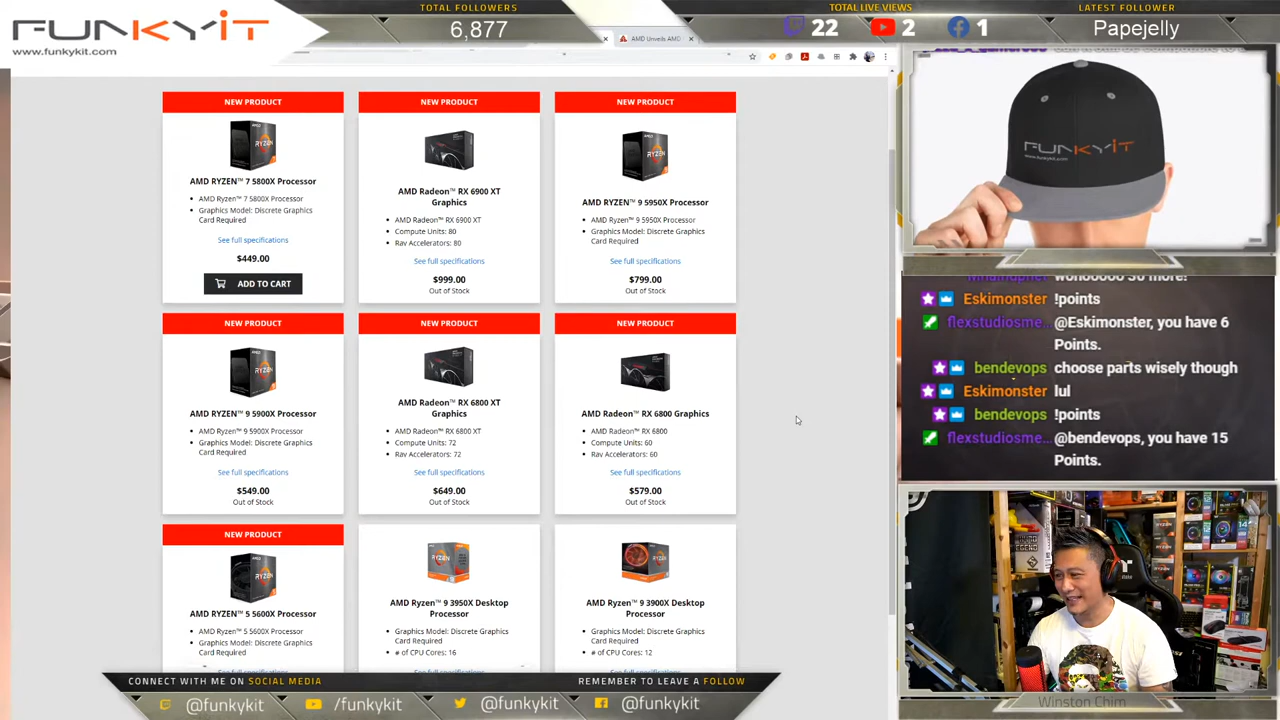 FUNKYIT
www.funkykit.com
TOTAL FOLLOWERS
6,877
TOTAL LIVE VIEWS
22
2
1
LATEST FOLLOWER
Papejelly
AMD Unveils AMD
NEW PRODUCT
AMD RYZEN™ 7 5800X Processor
AMD Ryzen™ 7 5800X Processor
Graphics Model: Discrete Graphics
Card Required
See full specifications
$449.00
ADD TO CART
NEW PRODUCT
AMD Radeon™ RX 6900 XT
Graphics
AMD Radeon™ RX 6900 XT
Compute Units: 80
Ray Accelerators: 80
See full specifications
$999.00
Out of Stock
NEW PRODUCT
AMD RYZEN™ 9 5950X Processor
AMD Ryzen™ 9 5950X Processor
Graphics Model: Discrete Graphics
Card Required
See full specifications
$799.00
Out of Stock
NEW PRODUCT
AMD RYZEN™ 9 5900X Processor
AMD Ryzen™ 9 5900X Processor
Graphics Model: Discrete Graphics
Card Required
See full specifications
$549.00
Out of Stock
NEW PRODUCT
AMD Radeon™ RX 6800 XT
Graphics
AMD Radeon™ RX 6800 XT
Compute Units: 72
Ray Accelerators: 72
See full specifications
$649.00
Out of Stock
NEW PRODUCT
AMD Radeon™ RX 6800 Graphics
AMD Radeon™ RX 6800
Compute Units: 60
Ray Accelerators: 60
See full specifications
$579.00
Out of Stock
NEW PRODUCT
AMD RYZEN™ 5 5600X Processor
AMD Ryzen™ 5 5600X Processor
Graphics Model: Discrete Graphics
Card Required
AMD Ryzen™ 9 3950X Desktop
Processor
Graphics Model: Discrete Graphics
Card Required
# of CPU Cores: 16
AMD Ryzen™ 9 3900X Desktop
Processor
Graphics Model: Discrete Graphics
Card Required
# of CPU Cores: 12
FUNKYIT
www.funkykit.com
wohooooo 30 more!
Eskimonster !points
flexstudiosme... @Eskimonster, you have 6
Points.
bendevops choose parts wisely though
Eskimonster lul
bendevops !points
flexstudiosme... @bendevops, you have 15
Points.
RYZEN
Winston Chim
CONNECT WITH ME ON SOCIAL MEDIA
REMEMBER TO LEAVE A FOLLOW
@funkykit
/funkykit
@funkykit
@funkykit